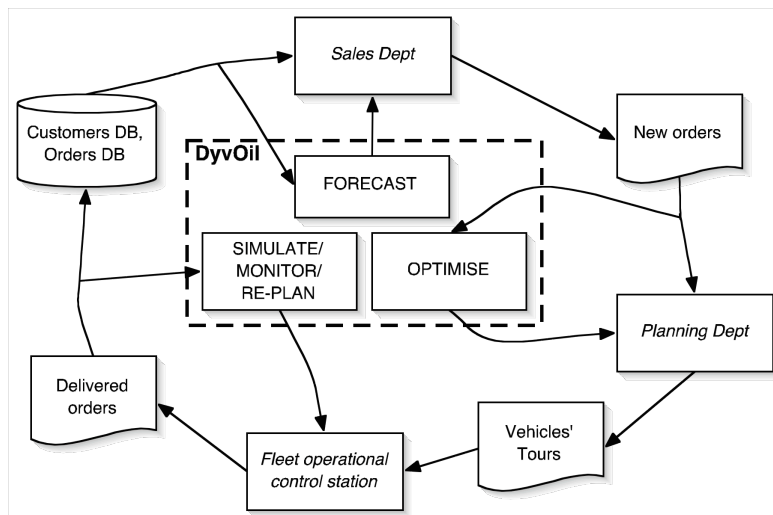 Sales Dept
Customers DB,
Orders DB
New orders
DyvOil
FORECAST
SIMULATE/
MONITOR/
RE-PLAN
OPTIMISE
Planning Dept
Delivered
orders
Vehicles'
Tours
Fleet operational
control station